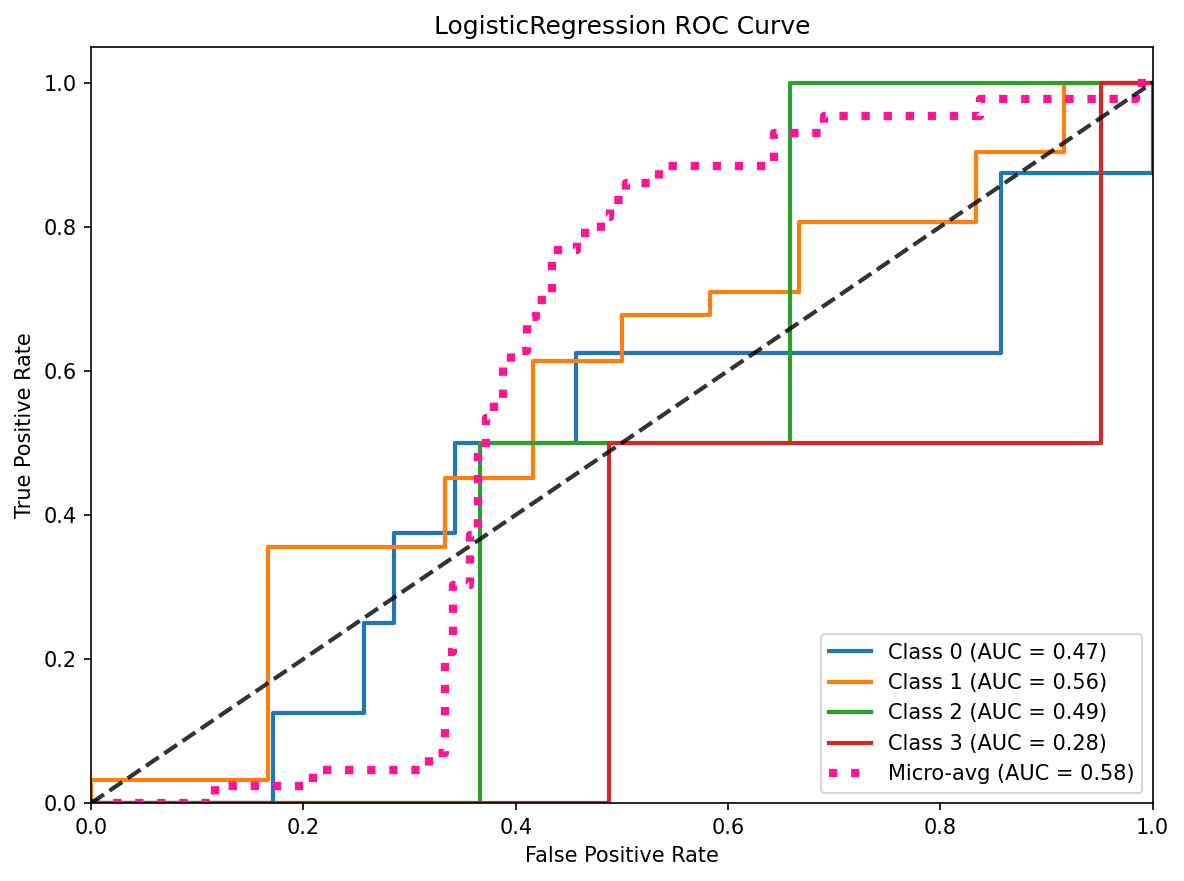 LogisticRegression ROC Curve
True Positive Rate
1.0
0.8
0.6
0.4
0.2
0.0
Class 0 (AUC = 0.47)
Class 1 (AUC = 0.56)
Class 2 (AUC = 0.49)
Class 3 (AUC = 0.28)
Micro-avg (AUC = 0.58)
0.0 0.2 0.4 0.6 0.8 1.0
False Positive Rate